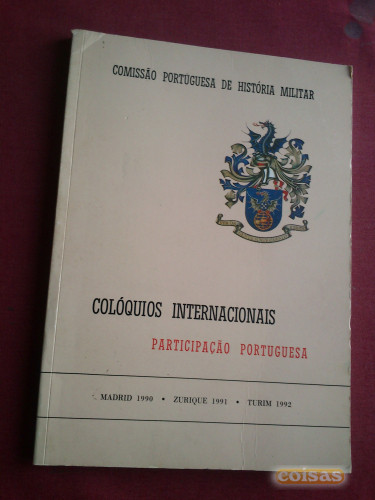 COMISSÃO PORTUGUESA DE HISTÓRIA MILITAR
COLÓQUIOS INTERNACIONAIS
PARTICIPAÇÃO PORTUGUESA
MADRID 1990 • ZURIQUE 1991 • TURIM 1992
coisas